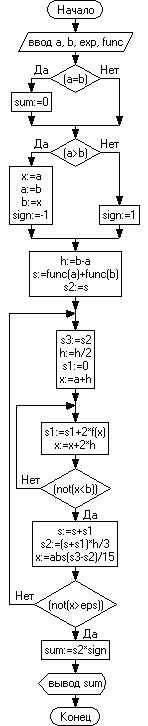 Начало
ввод a, b, exp, func
Да
(a=b)
Нет
sum:=0
Да
(a>b)
Нет
x:=a
a:=b
b:=x
sign:=-1
sign:=1
h:=b-a
s:=func(a)+func(b)
s2:=s
s3:=s2
h:=h/2
s1:=0
x:=a+h
s1:=s1+2*f(x)
x:=x+2*h
Нет
(not(x<b))
Да
s:=s+s1
s2:=(s+s1)*h/3
x:=abs(s3-s2)/15
Нет
(not(x>eps))
Да
sum:=s2*sign
вывод sum
Конец